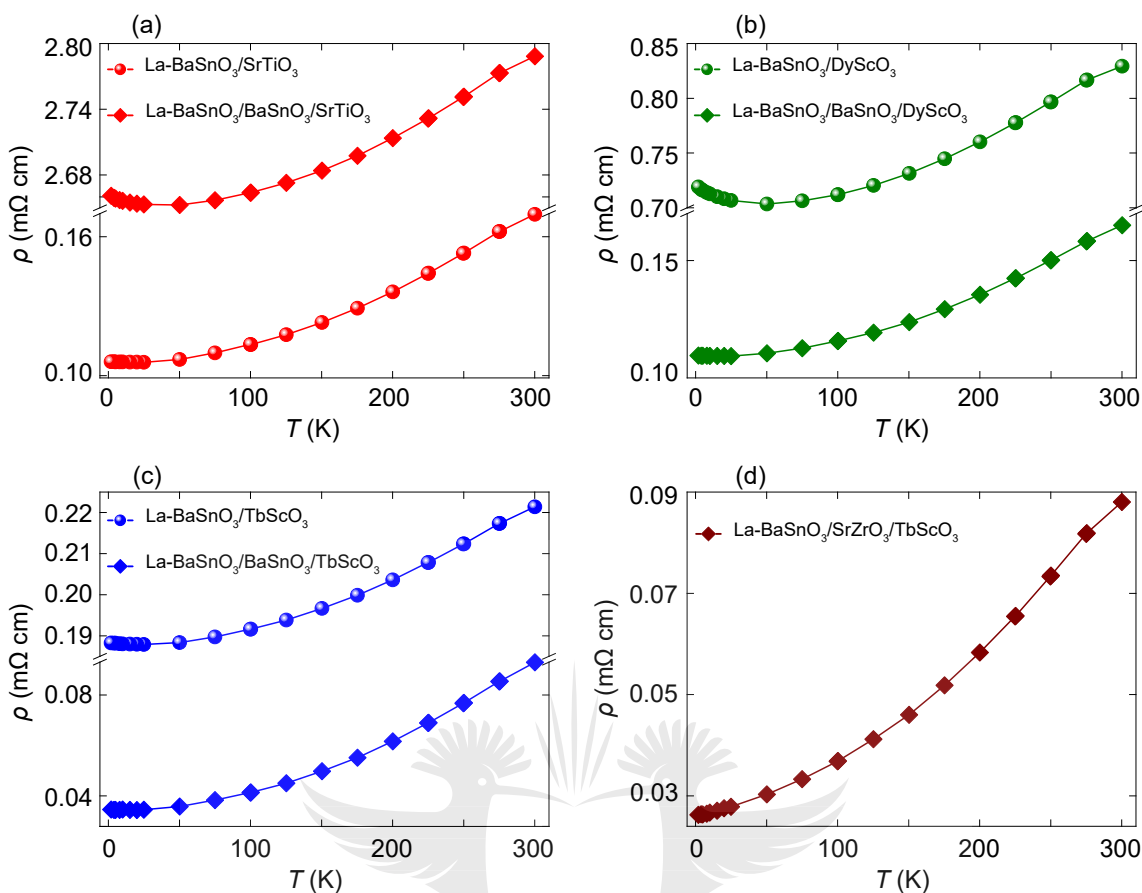 (a)
2.80
2.74
2.68
0.16
0.10
ρ (mΩ cm)
La-BaSnO₃/SrTiO₃
La-BaSnO₃/BaSnO₃/SrTiO₃
0 100 200 300
T (K)
(b)
0.85
0.80
0.75
0.70
0.15
0.10
ρ (mΩ cm)
La-BaSnO₃/DyScO₃
La-BaSnO₃/BaSnO₃/DyScO₃
0 100 200 300
T (K)
(c)
0.22
0.20
0.19
0.08
0.04
ρ (mΩ cm)
La-BaSnO₃/TbScO₃
La-BaSnO₃/BaSnO₃/TbScO₃
0 100 200 300
T (K)
(d)
0.09
0.07
0.05
0.03
ρ (mΩ cm)
La-BaSnO₃/SrZrO₃/TbScO₃
0 100 200 300
T (K)